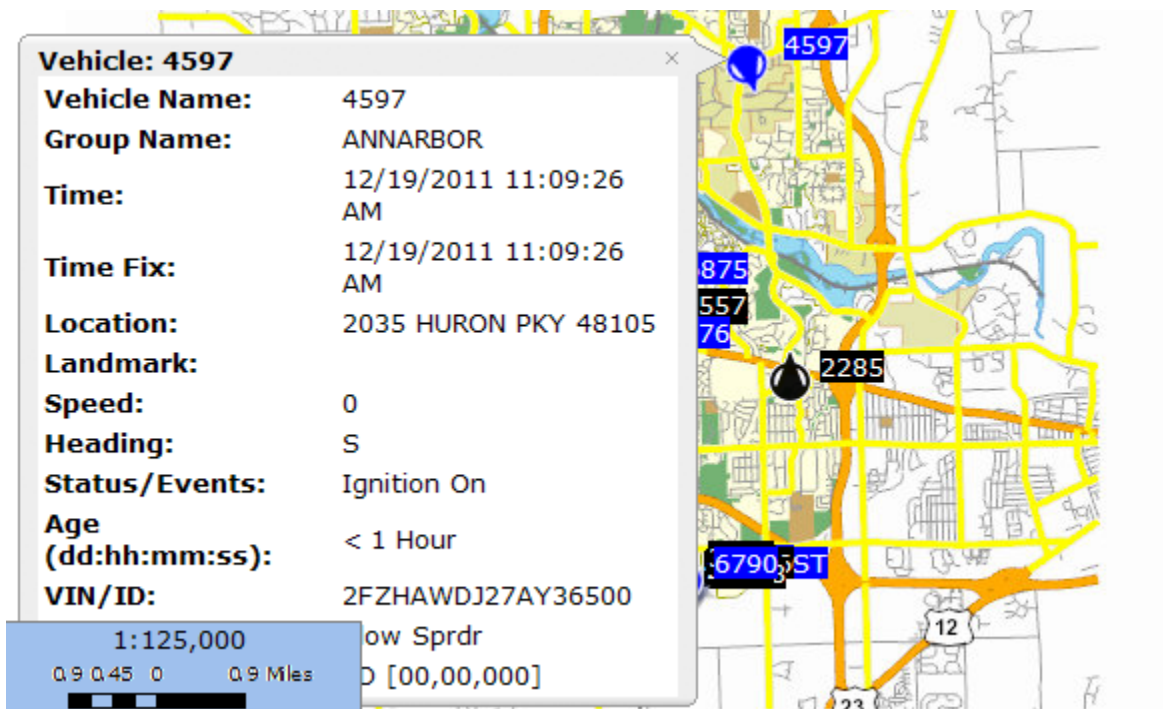 Vehicle: 4597 ×
Vehicle Name: 4597
Group Name: ANNARBOR
Time: 12/19/2011 11:09:26
AM
Time Fix: 12/19/2011 11:09:26
AM
Location: 2035 HURON PKY 48105
Landmark:
Speed: 0
Heading: S
Status/Events: Ignition On
Age
(dd:hh:mm:ss): < 1 Hour
VIN/ID: 2FZHAWDJ27AY36500
ow Sprdr
[00,00,000]
1:125,000
0.9 0.45 0 0.9 Miles
4597
875
557
76
2285
6790
ST
12
23